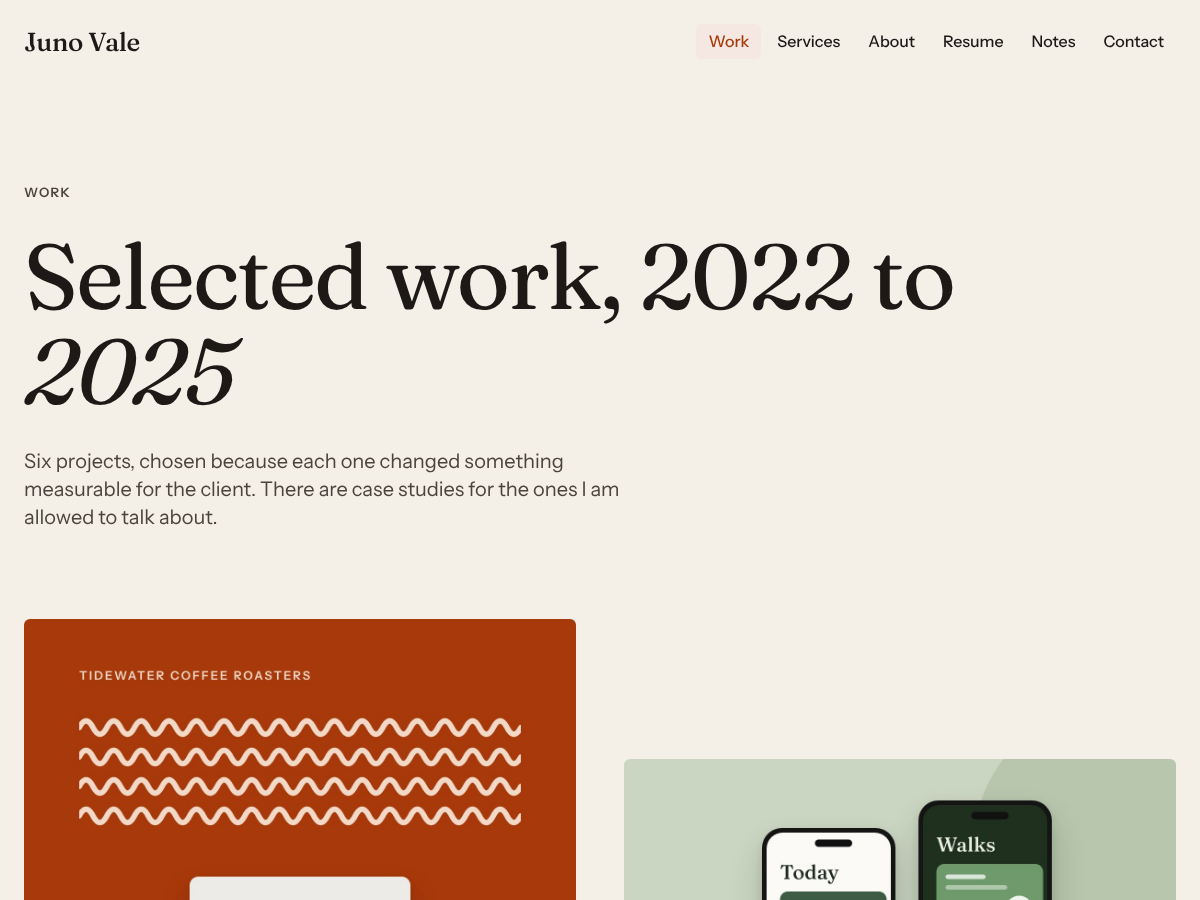 Juno Vale
Work Services About Resume Notes Contact
WORK
Selected work, 2022 to
2025
Six projects, chosen because each one changed something
measurable for the client. There are case studies for the ones I am
allowed to talk about.
TIDEWATER COFFEE ROASTERS
Today
Walks